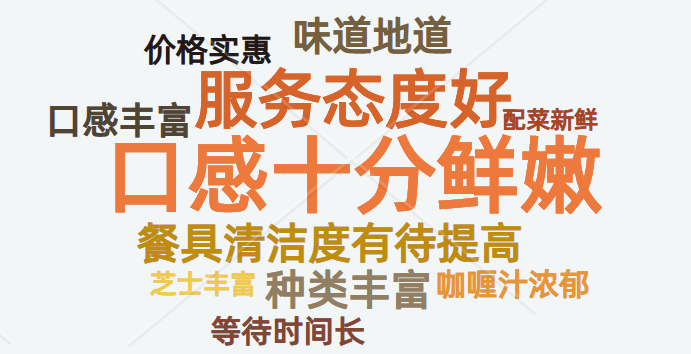 味道地道
价格实惠
服务态度好
口感丰富
配菜新鲜
口感十分鲜嫩
餐具清洁度有待提高
芝士丰富
种类丰富
咖喱汁浓郁
等待时间长